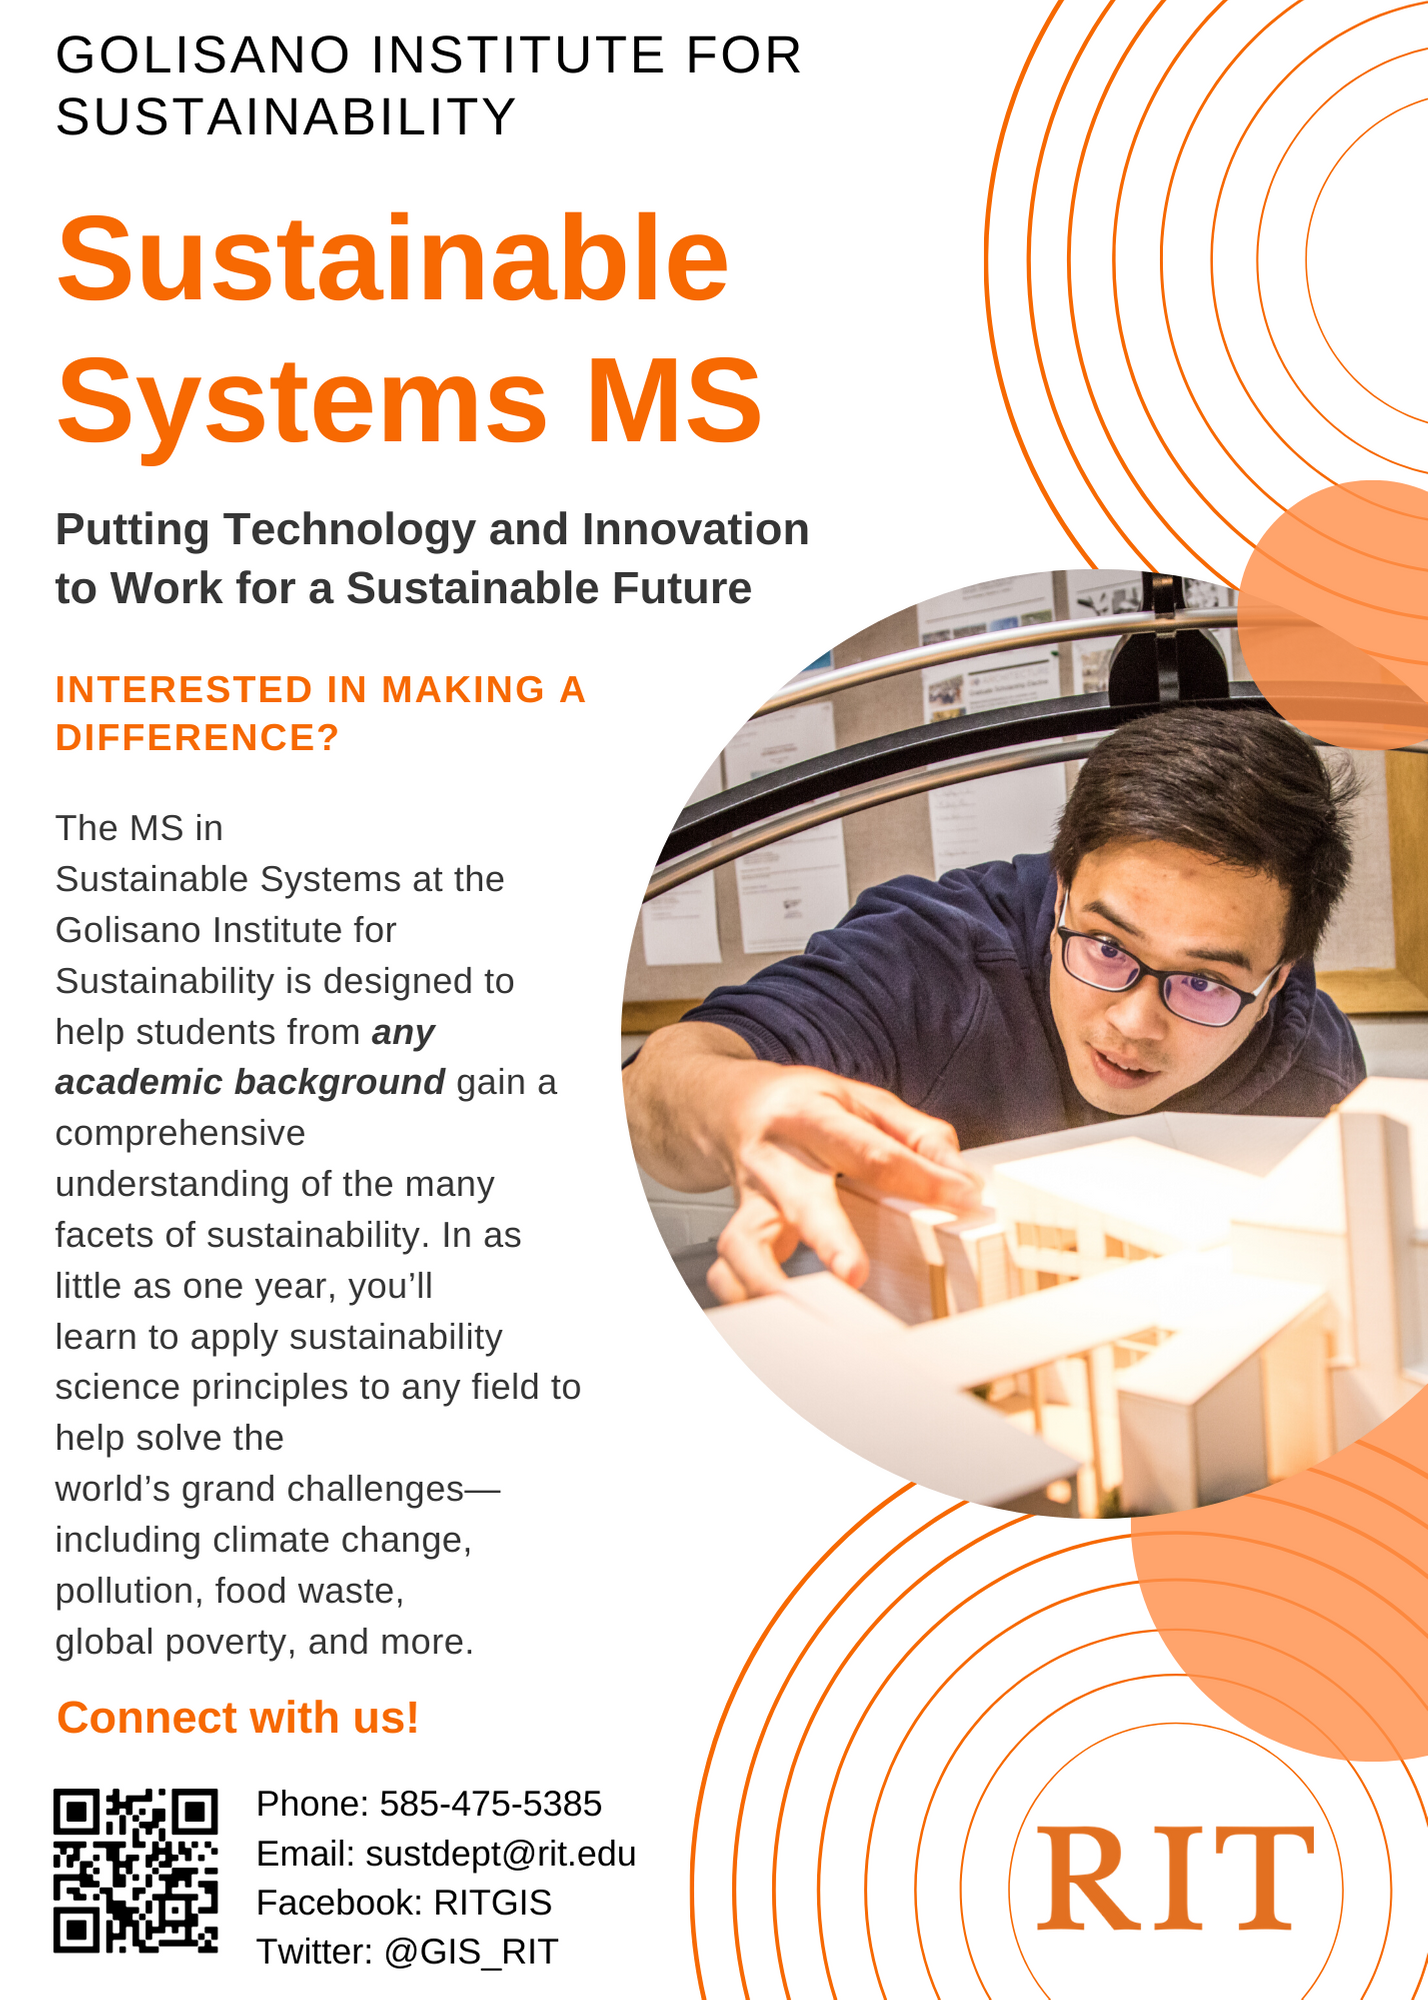 GOLISANO INSTITUTE FOR
SUSTAINABILITY
Sustainable
Systems MS
Putting Technology and Innovation
to Work for a Sustainable Future
INTERESTED IN MAKING A
DIFFERENCE?
The MS in
Sustainable Systems at the
Golisano Institute for
Sustainability is designed to
help students from any
academic background gain a
comprehensive
understanding of the many
facets of sustainability. In as
little as one year, you’ll
learn to apply sustainability
science principles to any field to
help solve the
world’s grand challenges—
including climate change,
pollution, food waste,
global poverty, and more.
Connect with us!
Phone: 585-475-5385
Email: sustdept@rit.edu
Facebook: RITGIS
Twitter: @GIS_RIT
RIT